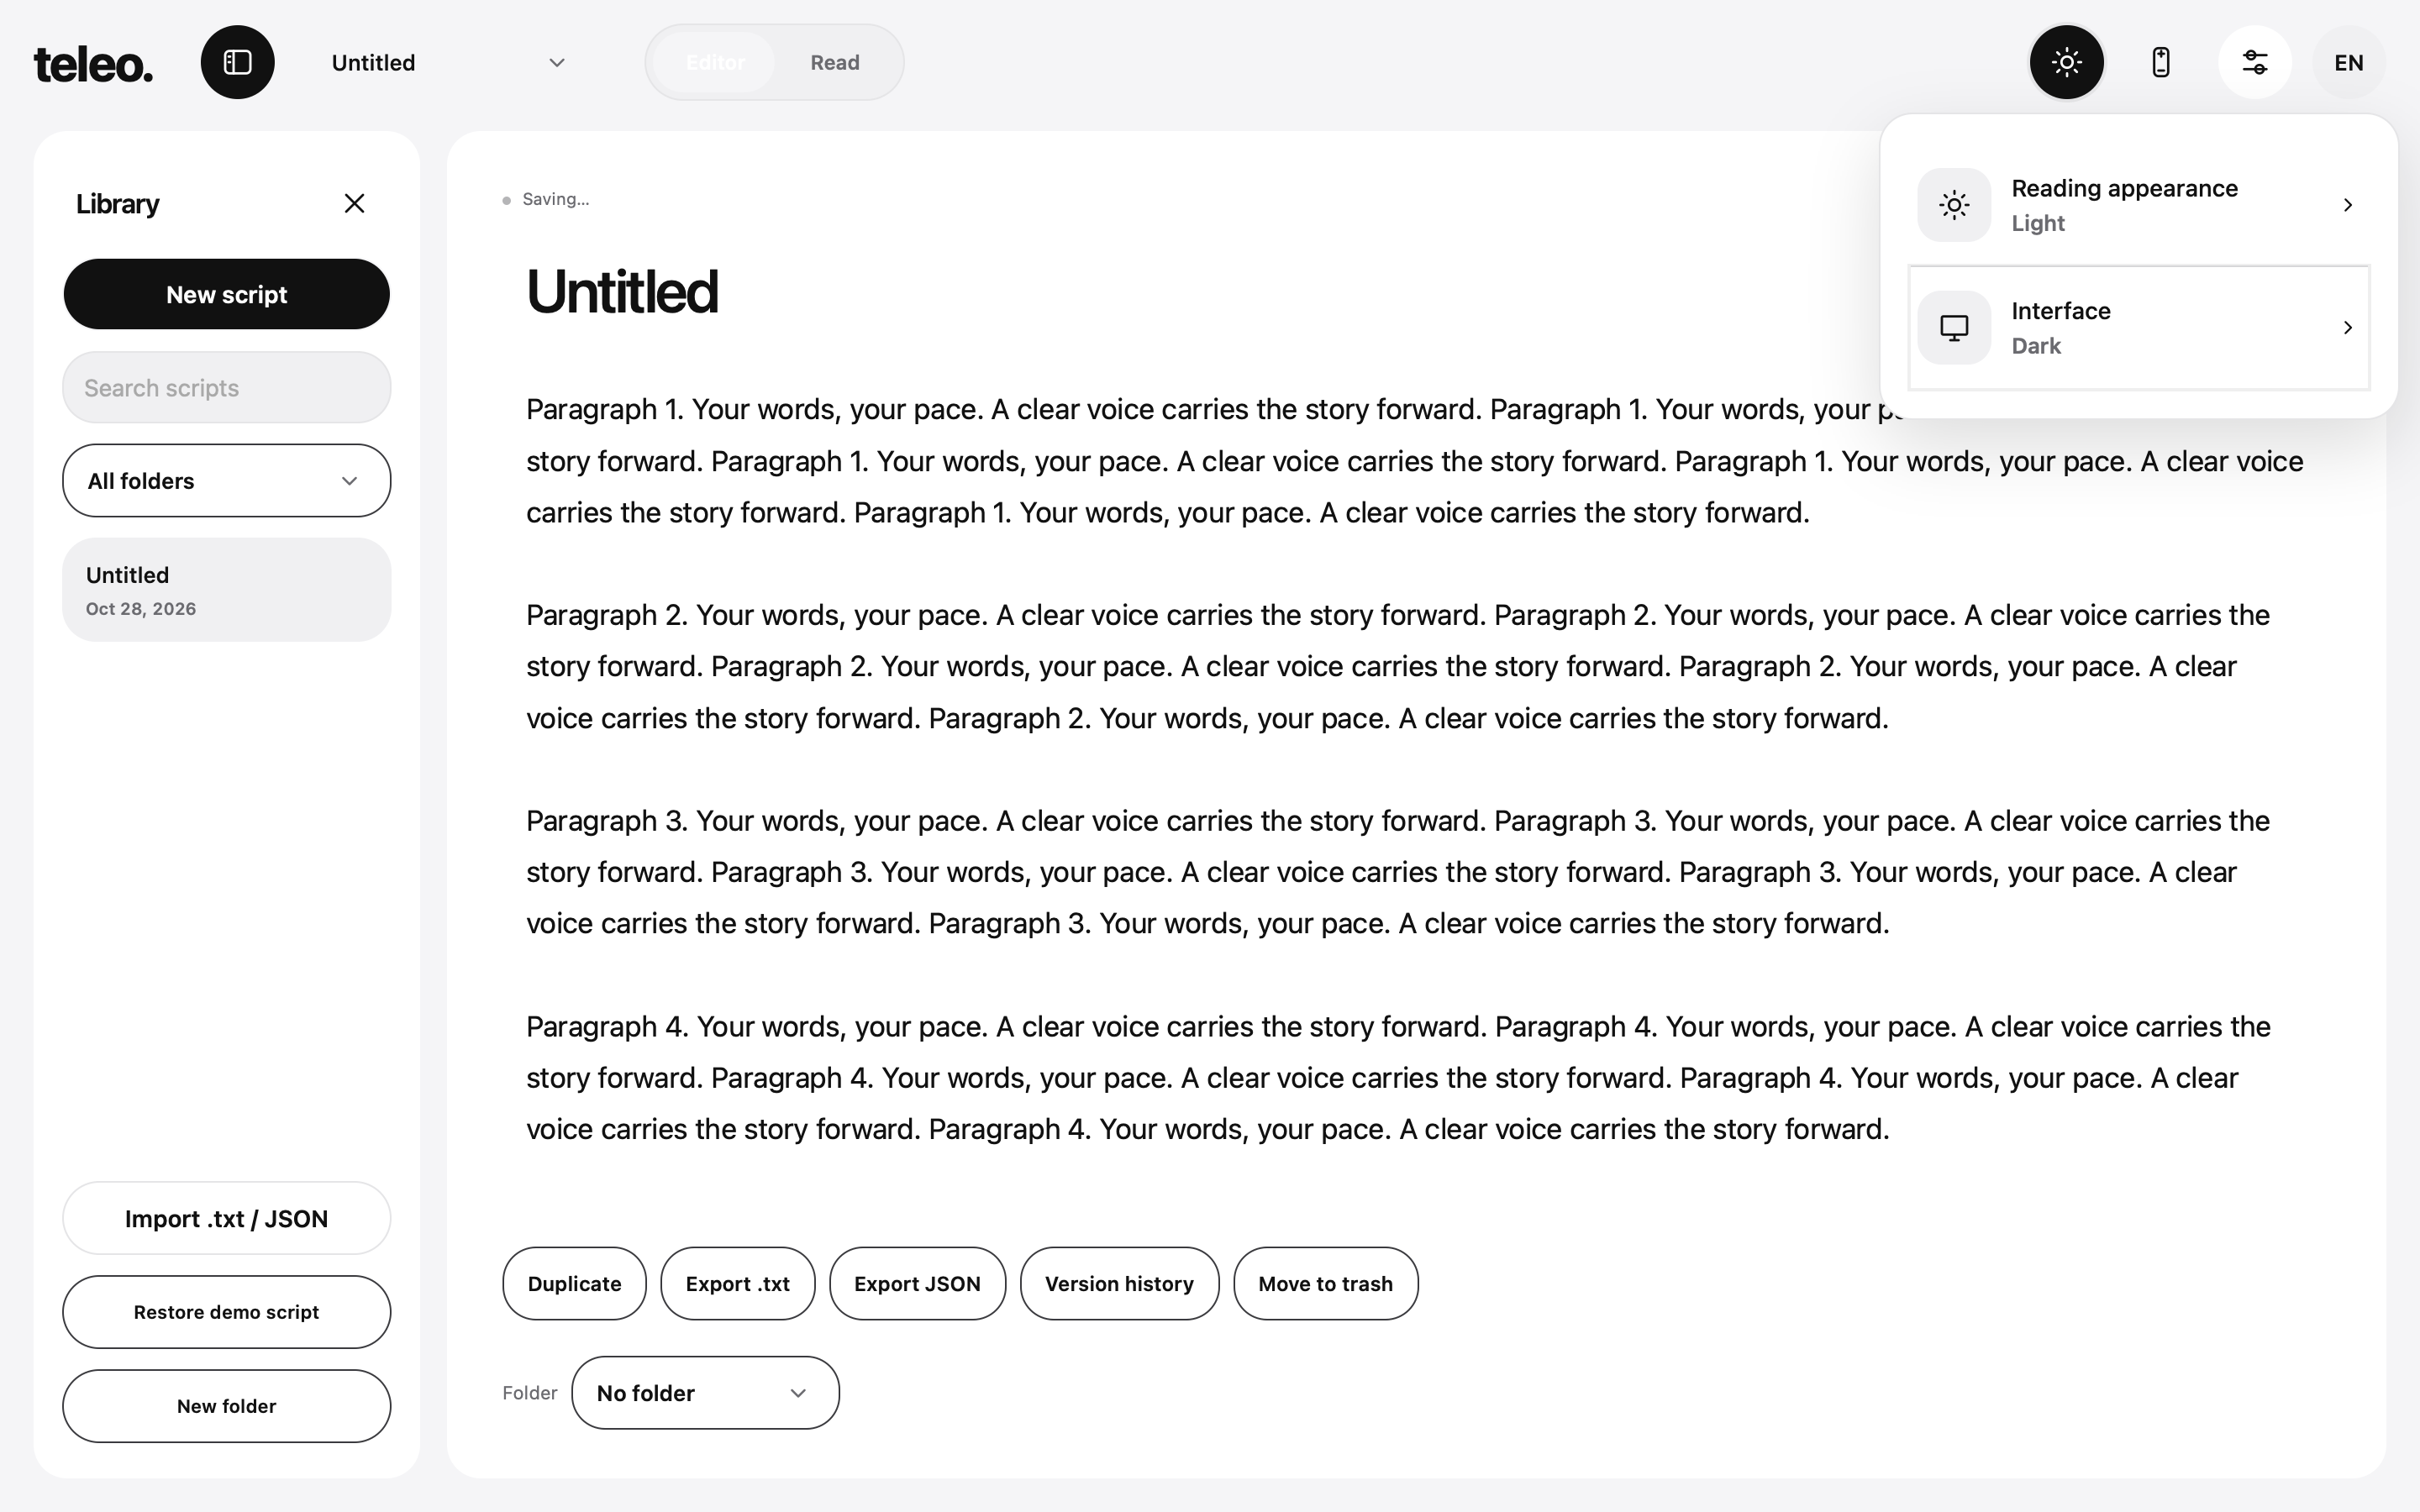 teleo.
Untitled
Editor
Read
EN
Reading appearance
Light
Interface
Dark
Library
New script
Search scripts
All folders
Untitled
Oct 28, 2026
Import .txt / JSON
Restore demo script
New folder
Saving...
Untitled
Paragraph 1. Your words, your pace. A clear voice carries the story forward. Paragraph 1. Your words, your
story forward. Paragraph 1. Your words, your pace. A clear voice carries the story forward. Paragraph 1. Your words, your pace. A clear voice
carries the story forward. Paragraph 1. Your words, your pace. A clear voice carries the story forward.
Paragraph 2. Your words, your pace. A clear voice carries the story forward. Paragraph 2. Your words, your pace. A clear voice carries the
story forward. Paragraph 2. Your words, your pace. A clear voice carries the story forward. Paragraph 2. Your words, your pace. A clear
voice carries the story forward. Paragraph 2. Your words, your pace. A clear voice carries the story forward.
Paragraph 3. Your words, your pace. A clear voice carries the story forward. Paragraph 3. Your words, your pace. A clear voice carries the
story forward. Paragraph 3. Your words, your pace. A clear voice carries the story forward. Paragraph 3. Your words, your pace. A clear
voice carries the story forward. Paragraph 3. Your words, your pace. A clear voice carries the story forward.
Paragraph 4. Your words, your pace. A clear voice carries the story forward. Paragraph 4. Your words, your pace. A clear voice carries the
story forward. Paragraph 4. Your words, your pace. A clear voice carries the story forward. Paragraph 4. Your words, your pace. A clear
voice carries the story forward. Paragraph 4. Your words, your pace. A clear voice carries the story forward.
Duplicate
Export .txt
Export JSON
Version history
Move to trash
Folder
No folder